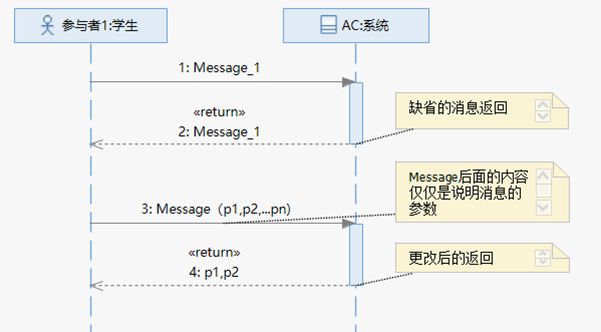 参与者1:学生
AC:系统
1: Message_1
缺省的消息返回
«return»
2: Message_1
Message后面的内容
仅仅是说明消息的
参数
3: Message（p1,p2,...pn）
«return»
更改后的返回
4: p1,p2